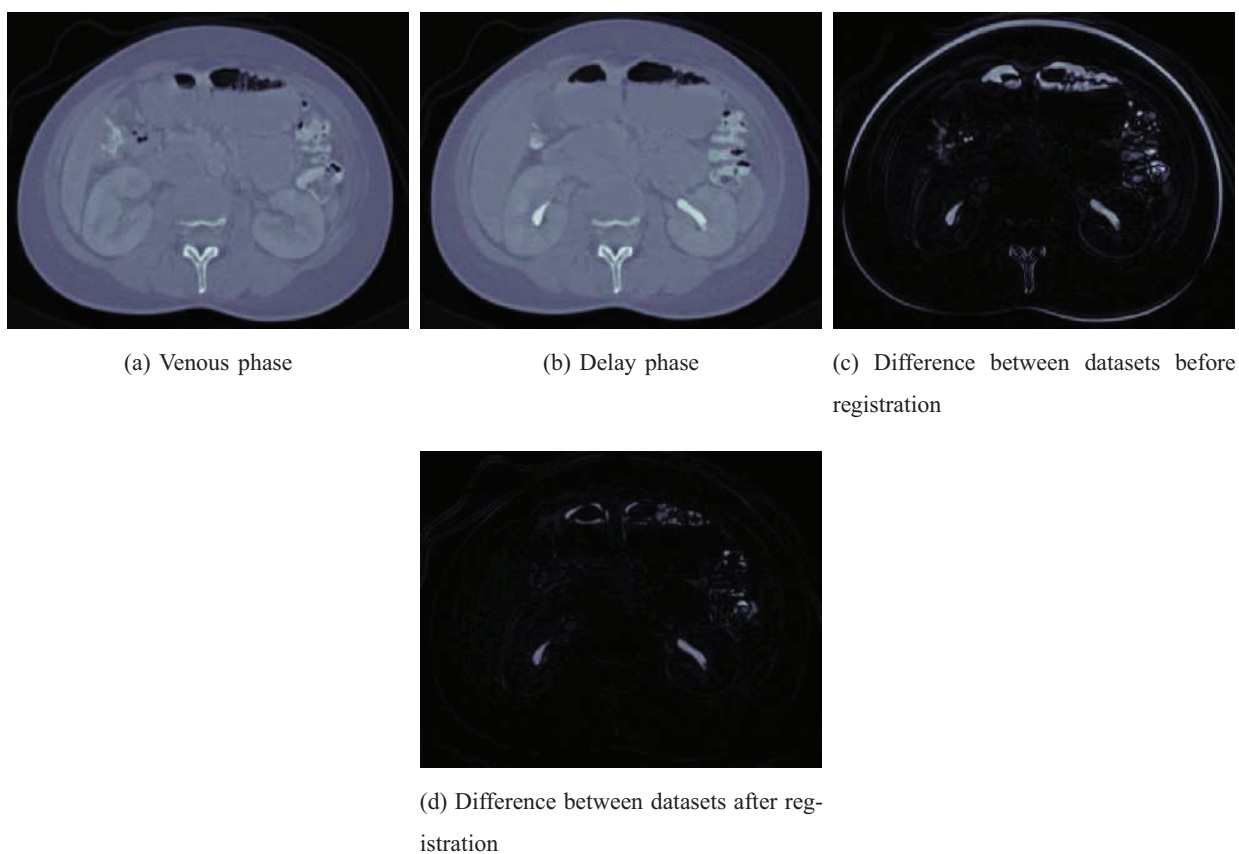 (a) Venous phase
(b) Delay phase
(c) Difference between datasets before
registration
(d) Difference between datasets after reg-
istration